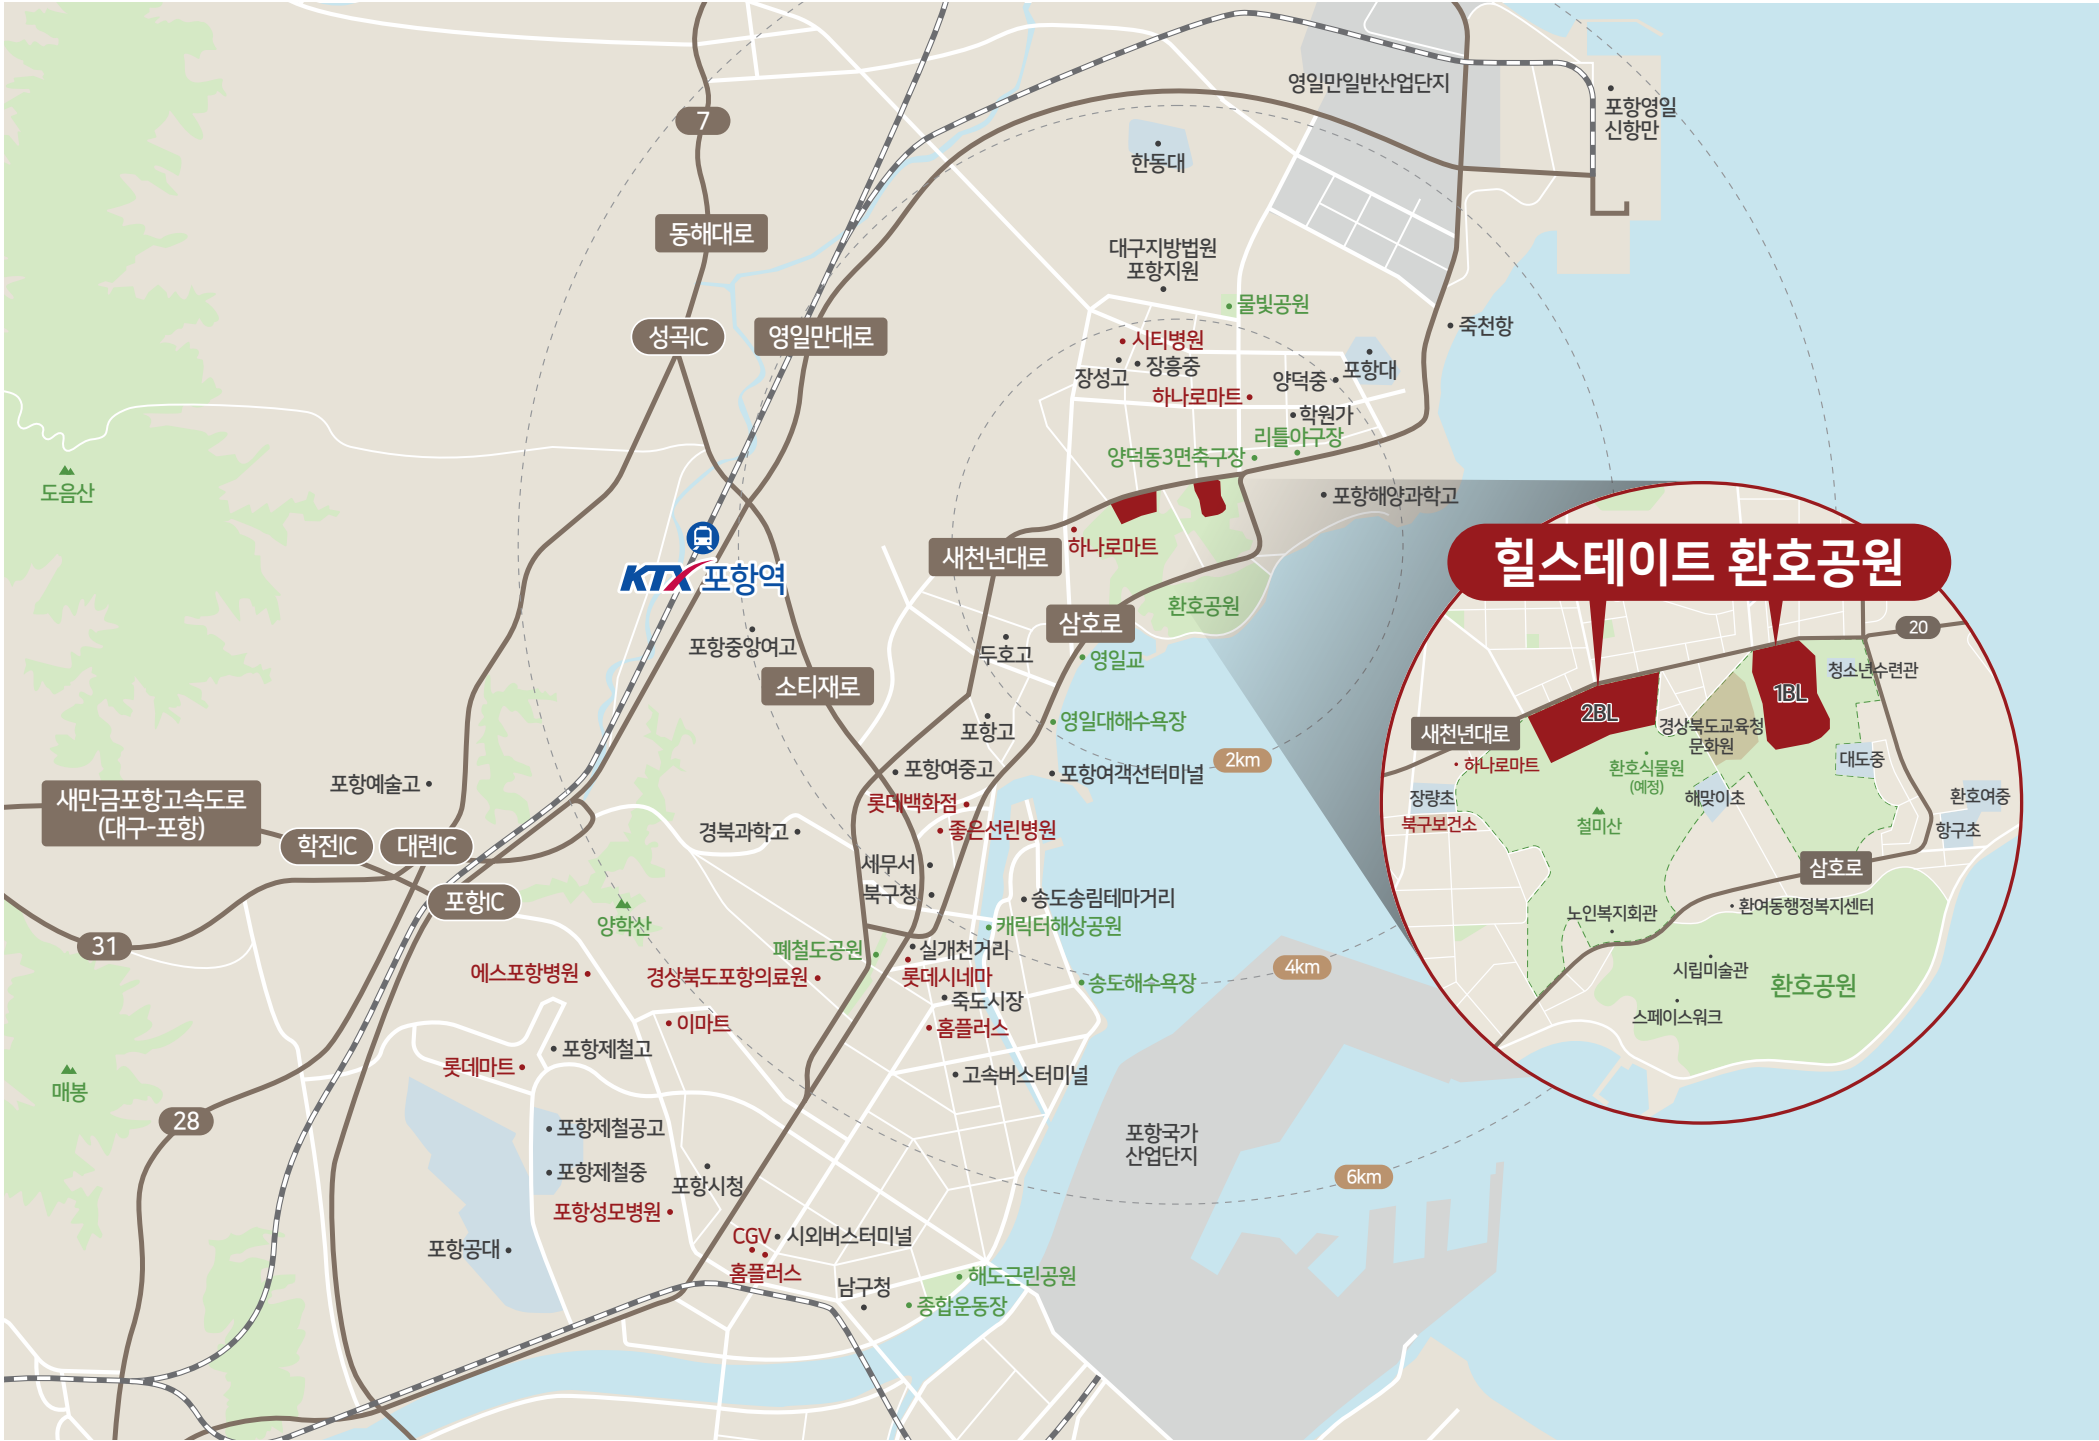 영일만일반산업단지
포항영일
신항만
7
한동대
동해대로
대구지방법원
포항지원
물빛공원
성곡IC
영일만대로
시티병원
죽천항
장성고
장흥중
양덕중
포항대
하나로마트
학원가
리틀야구장
양덕동3면축구장
도음산
포항해양과학고
새천년대로
하나로마트
KTX 포항역
환호공원
삼호로
포항중앙여고
두호고
영일교
소티재로
영일대해수욕장
포항고
2km
포항여중고
포항여객선터미널
포항예술고
새만금포항고속도로
(대구-포항)
롯데백화점
좋은선린병원
경북과학고
학전IC
대련IC
세무서
북구청
포항IC
송도송림테마거리
양학산
캐릭터해상공원
31
폐철도공원
실개천거리
4km
에스포항병원
경상북도포항의료원
롯데시네마
송도해수욕장
죽도시장
이마트
홈플러스
포항제철고
롯데마트
고속버스터미널
매봉
28
포항제철공고
포항국가
산업단지
포항제철중
포항시청
6km
포항성모병원
CGV
시외버스터미널
포항공대
홈플러스
남구청
해도근린공원
종합운동장
힐스테이트 환호공원
20
청소년수련관
1BL
2BL
새천년대로
경상북도교육청
문화원
하나로마트
환호식물원
(예정)
대도중
장량초
해맞이초
환호여중
북구보건소
철미산
항구초
삼호로
노인복지회관
환여동행정복지센터
시립미술관
환호공원
스페이스워크